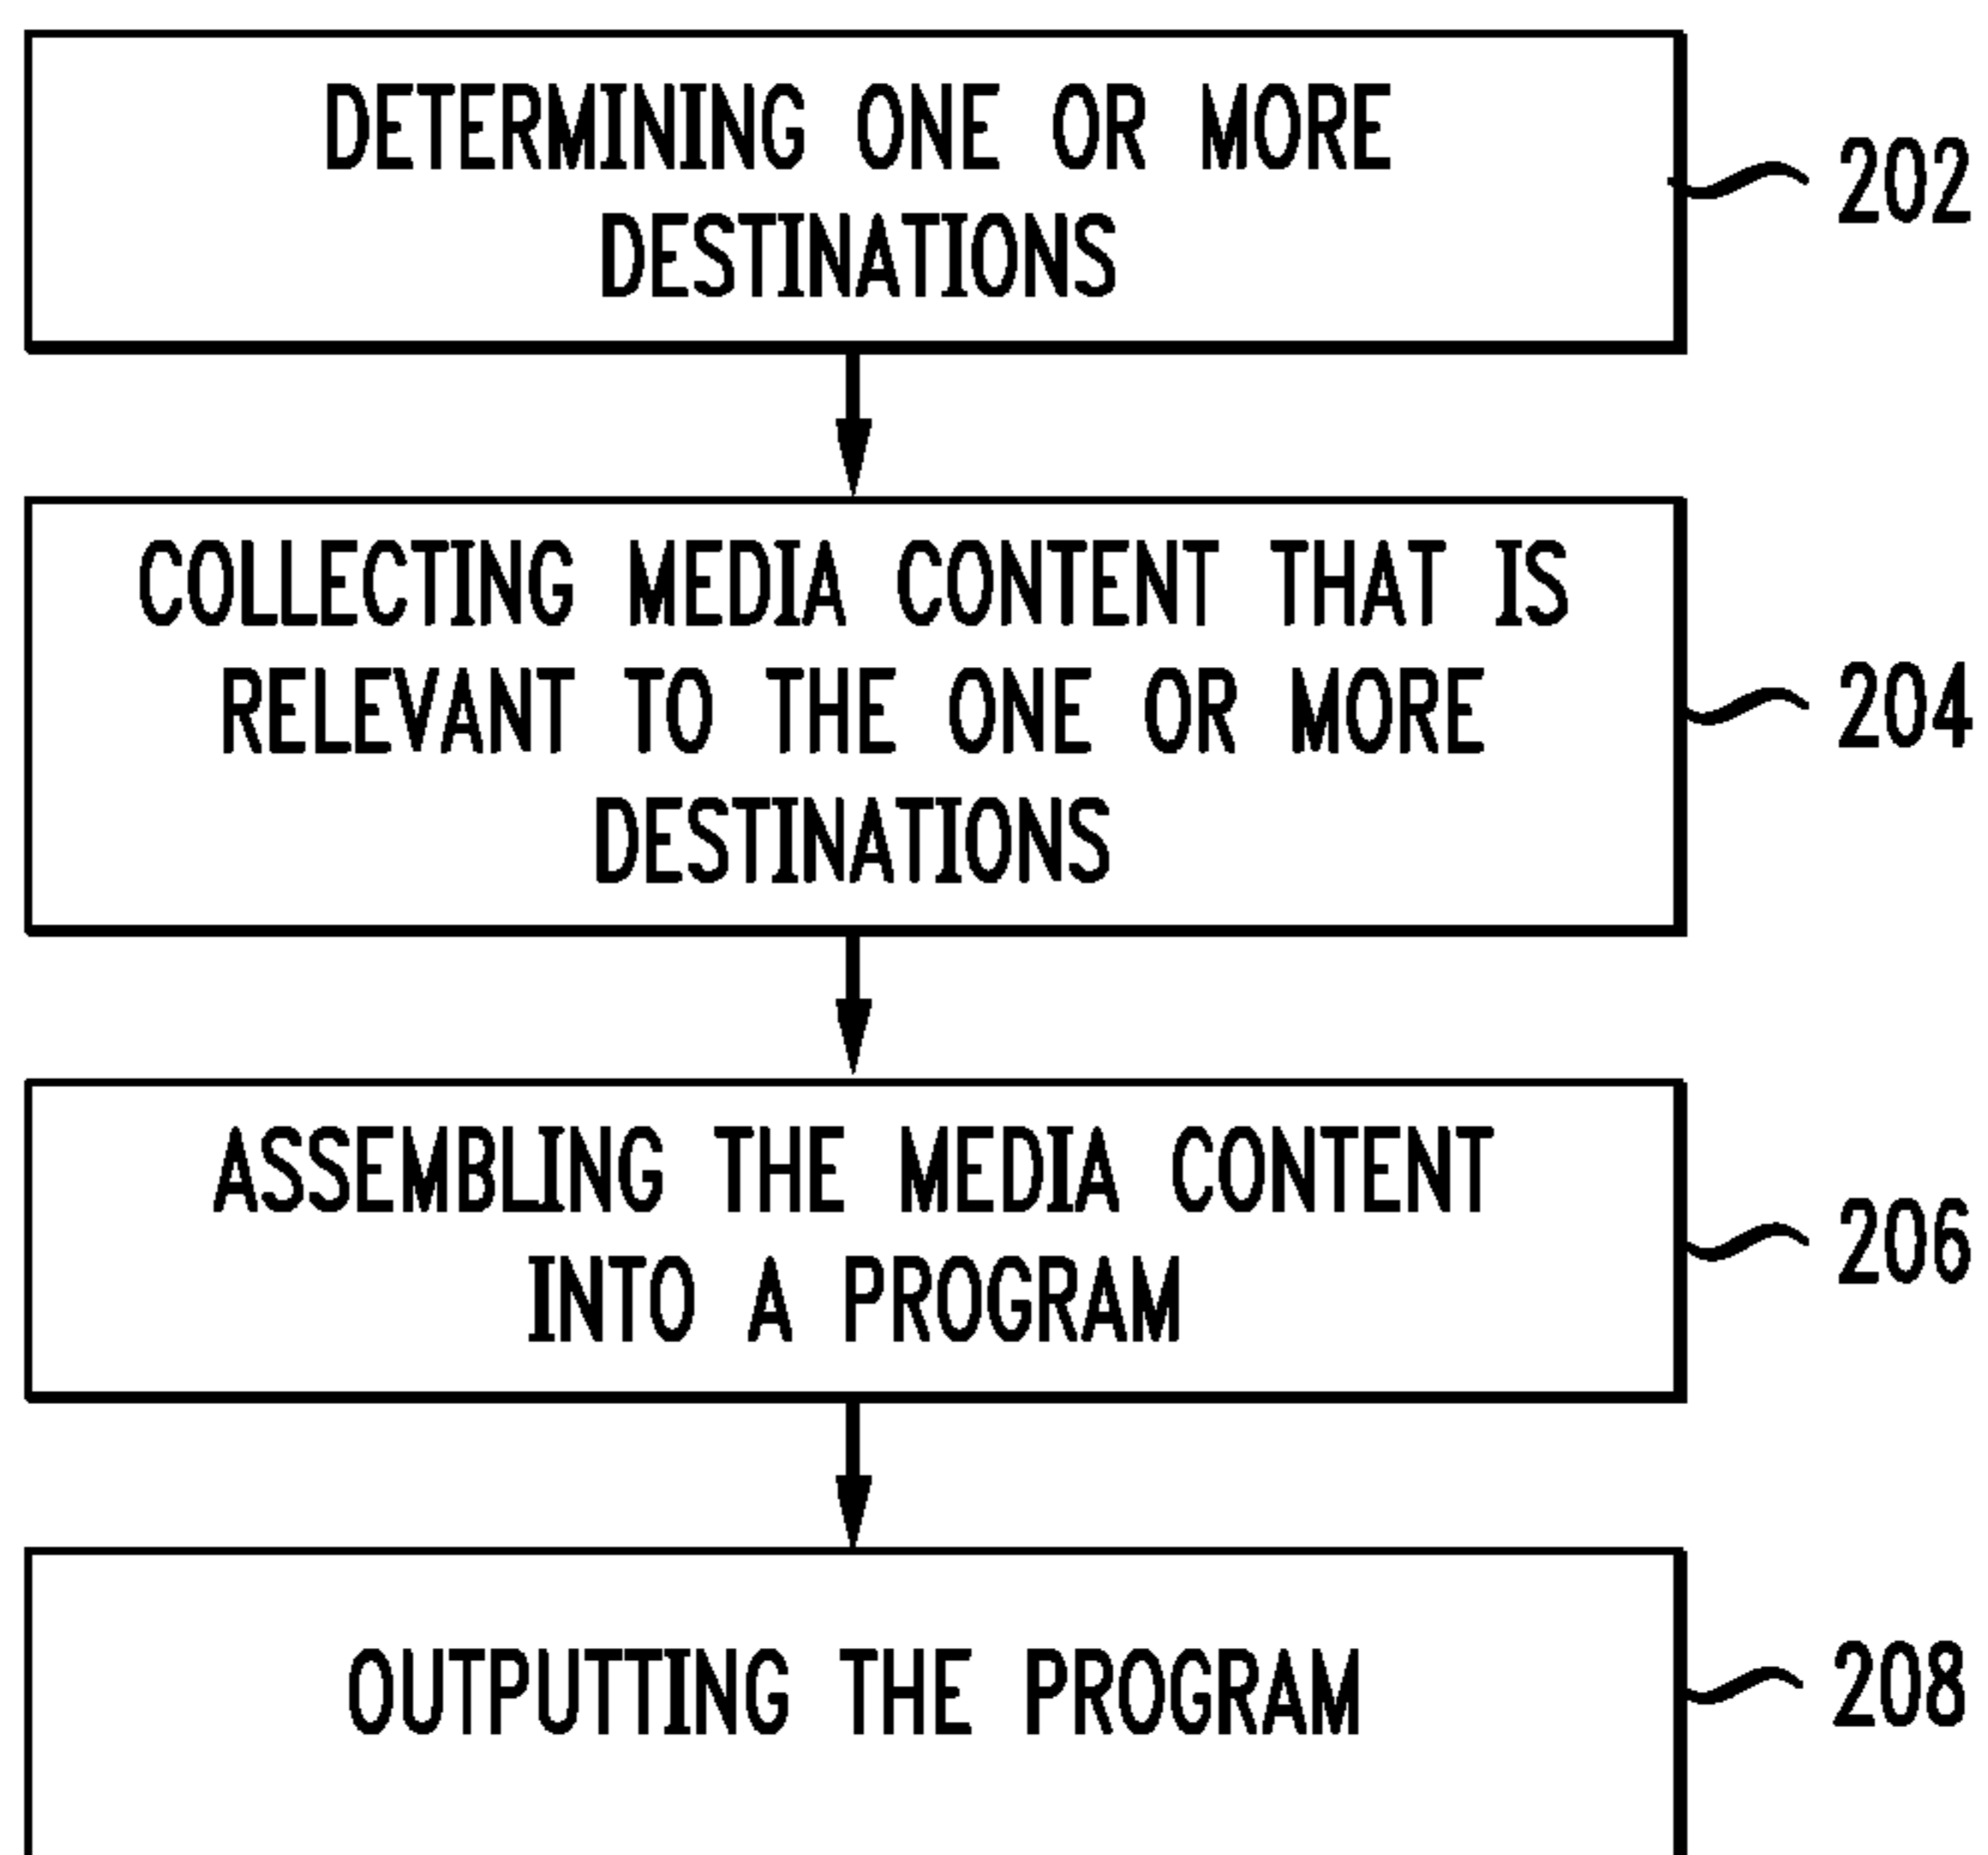 DETERMINING ONE OR MORE
DESTINATIONS
202
COLLECTING MEDIA CONTENT THAT IS
RELEVANT TO THE ONE OR MORE
DESTINATIONS
204
ASSEMBLING THE MEDIA CONTENT
INTO A PROGRAM
206
OUTPUTTING THE PROGRAM
208